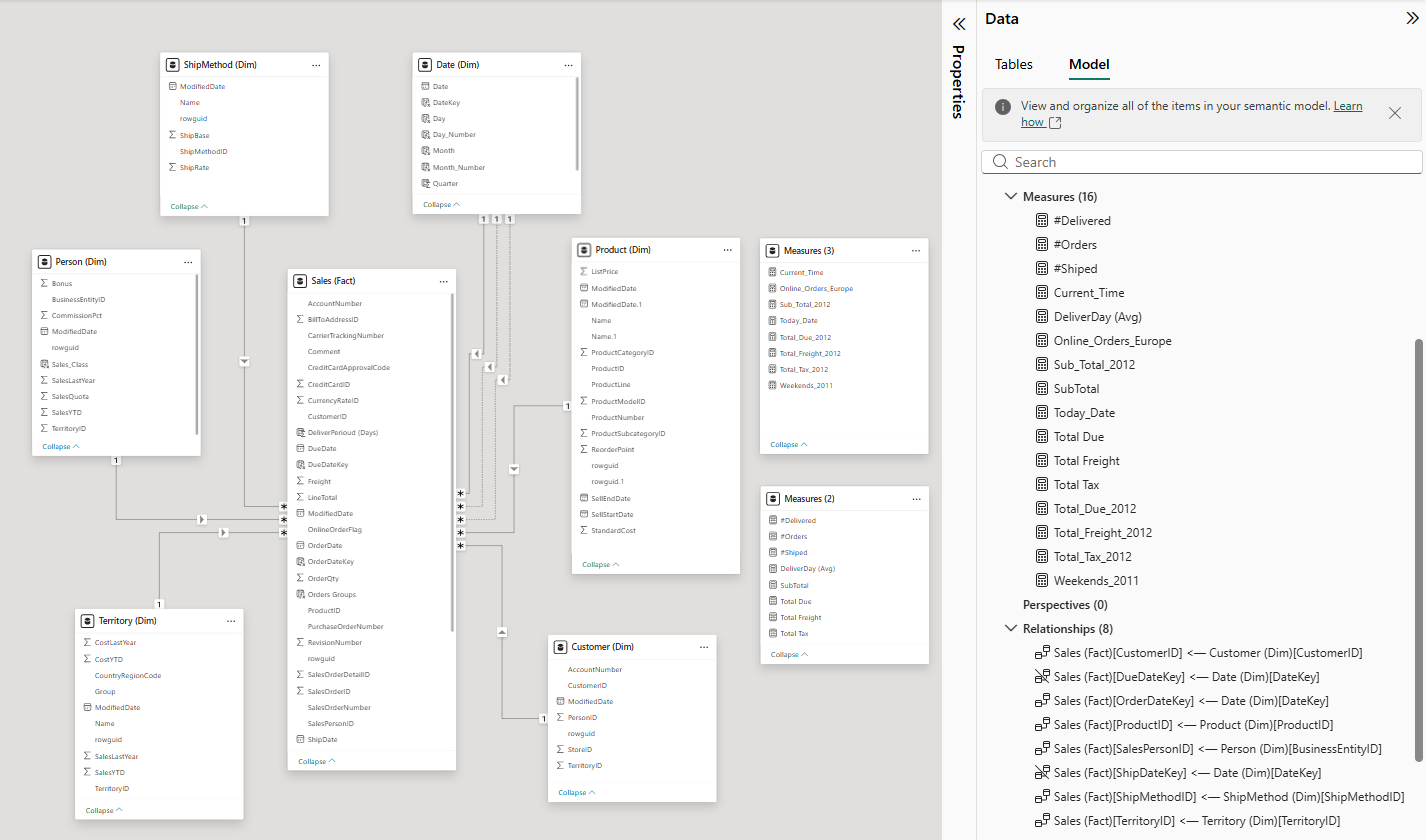 ShipMethod (Dim)
ModifiedDate
Name
rowguid
ShipBase
ShipMethodID
ShipRate
Collapse
1
Date (Dim)
Date
DateKey
Day
Day_Number
Month
Month_Number
Quarter
Collapse
1 1 1
Person (Dim)
Bonus
BusinessEntityID
CommissionPct
ModifiedDate
rowguid
Sales_Class
SalesLastYear
SalesQuota
SalesYTD
TerritoryID
Collapse
1
Sales (Fact)
AccountNumber
BillToAddressID
CarrierTrackingNumber
Comment
CreditCardApprovalCode
CreditCardID
CurrencyRateID
CustomerID
DeliverPerioud (Days)
DueDate
DueDateKey
Freight
LineTotal
ModifiedDate
OnlineOrderFlag
OrderDate
OrderDateKey
OrderQty
Orders Groups
ProductID
PurchaseOrderNumber
RevisionNumber
rowguid
SalesOrderDetailID
SalesOrderID
SalesOrderNumber
SalesPersonID
ShipDate
Collapse
Product (Dim)
ListPrice
ModifiedDate
ModifiedDate.1
Name
Name.1
ProductCategoryID
ProductID
ProductLine
ProductModelID
ProductNumber
ProductSubcategoryID
ReorderPoint
rowguid
rowguid.1
SellEndDate
SellStartDate
StandardCost
Collapse
1
Measures (3)
Current_Time
Online_Orders_Europe
Sub_Total_2012
Today_Date
Total_Due_2012
Total_Freight_2012
Total_Tax_2012
Weekends_2011
Collapse
Measures (2)
#Delivered
#Orders
#Shiped
DeliverDay (Avg)
SubTotal
Total Due
Total Freight
Total Tax
Collapse
1
Territory (Dim)
CostLastYear
CostYTD
CountryRegionCode
Group
ModifiedDate
Name
rowguid
SalesLastYear
SalesYTD
TerritoryID
Collapse
Customer (Dim)
AccountNumber
CustomerID
ModifiedDate
PersonID
rowguid
StoreID
TerritoryID
Collapse
1
Properties
Data
Tables Model
View and organize all of the items in your semantic model. Learn
how
Search
Measures (16)
#Delivered
#Orders
#Shiped
Current_Time
DeliverDay (Avg)
Online_Orders_Europe
Sub_Total_2012
SubTotal
Today_Date
Total Due
Total Freight
Total Tax
Total_Due_2012
Total_Freight_2012
Total_Tax_2012
Weekends_2011
Perspectives (0)
Relationships (8)
Sales (Fact)[CustomerID] <— Customer (Dim)[CustomerID]
Sales (Fact)[DueDateKey] <— Date (Dim)[DateKey]
Sales (Fact)[OrderDateKey] <— Date (Dim)[DateKey]
Sales (Fact)[ProductID] <— Product (Dim)[ProductID]
Sales (Fact)[SalesPersonID] <— Person (Dim)[BusinessEntityID]
Sales (Fact)[ShipDateKey] <— Date (Dim)[DateKey]
Sales (Fact)[ShipMethodID] <— ShipMethod (Dim)[ShipMethodID]
Sales (Fact)[TerritoryID] <— Territory (Dim)[TerritoryID]